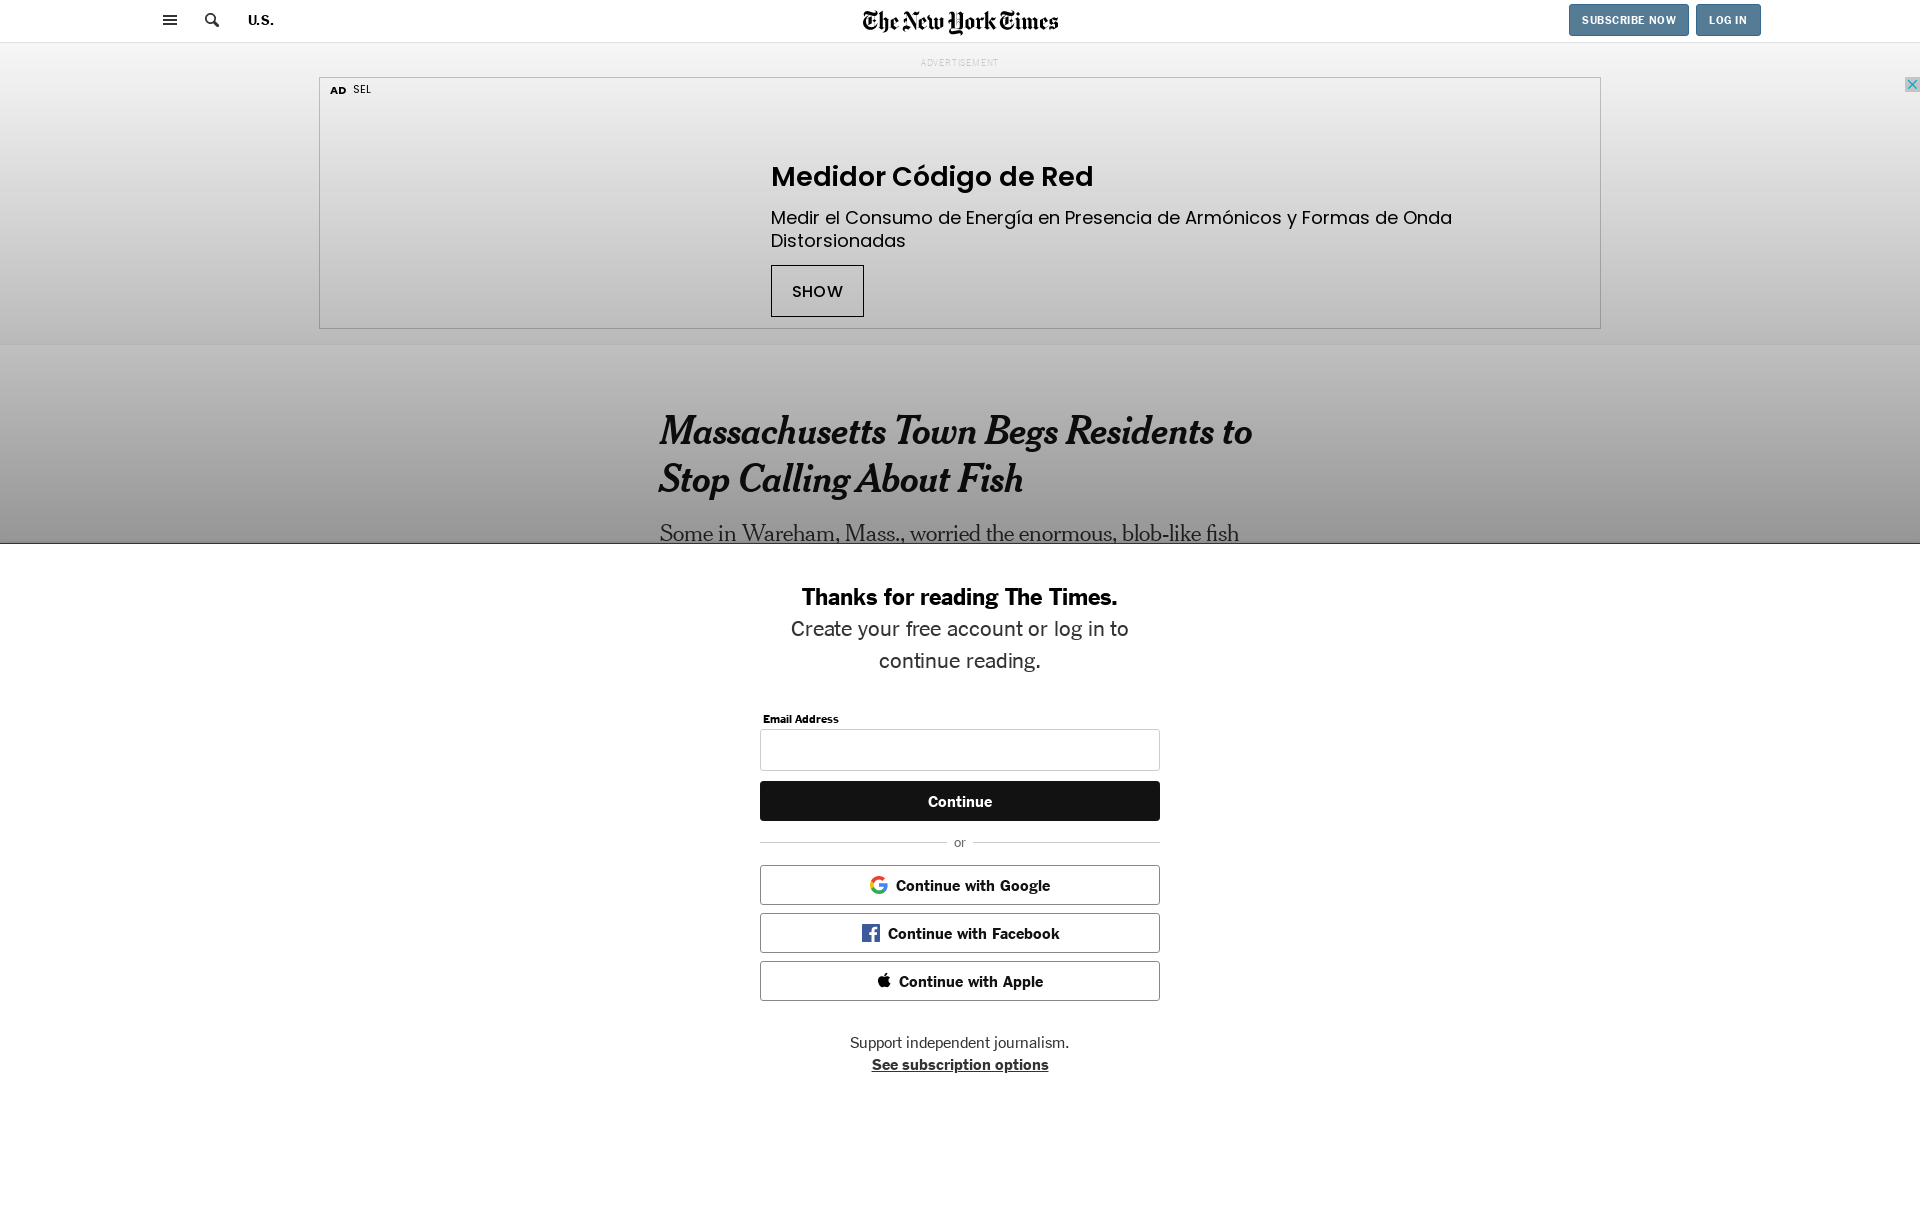 U.S.
The New York Times
SUBSCRIBE NOW
LOG IN
ADVERTISEMENT
AD SEL
Medidor Código de Red
Medir el Consumo de Energía en Presencia de Armónicos y Formas de Onda
Distorsionadas
SHOW
Massachusetts Town Begs Residents to
Stop Calling About Fish
Some in Wareham, Mass., worried the enormous, blob-like fish
Thanks for reading The Times.
Create your free account or log in to
continue reading.
Email Address
Continue
or
Continue with Google
Continue with Facebook
Continue with Apple
Support independent journalism.
See subscription options